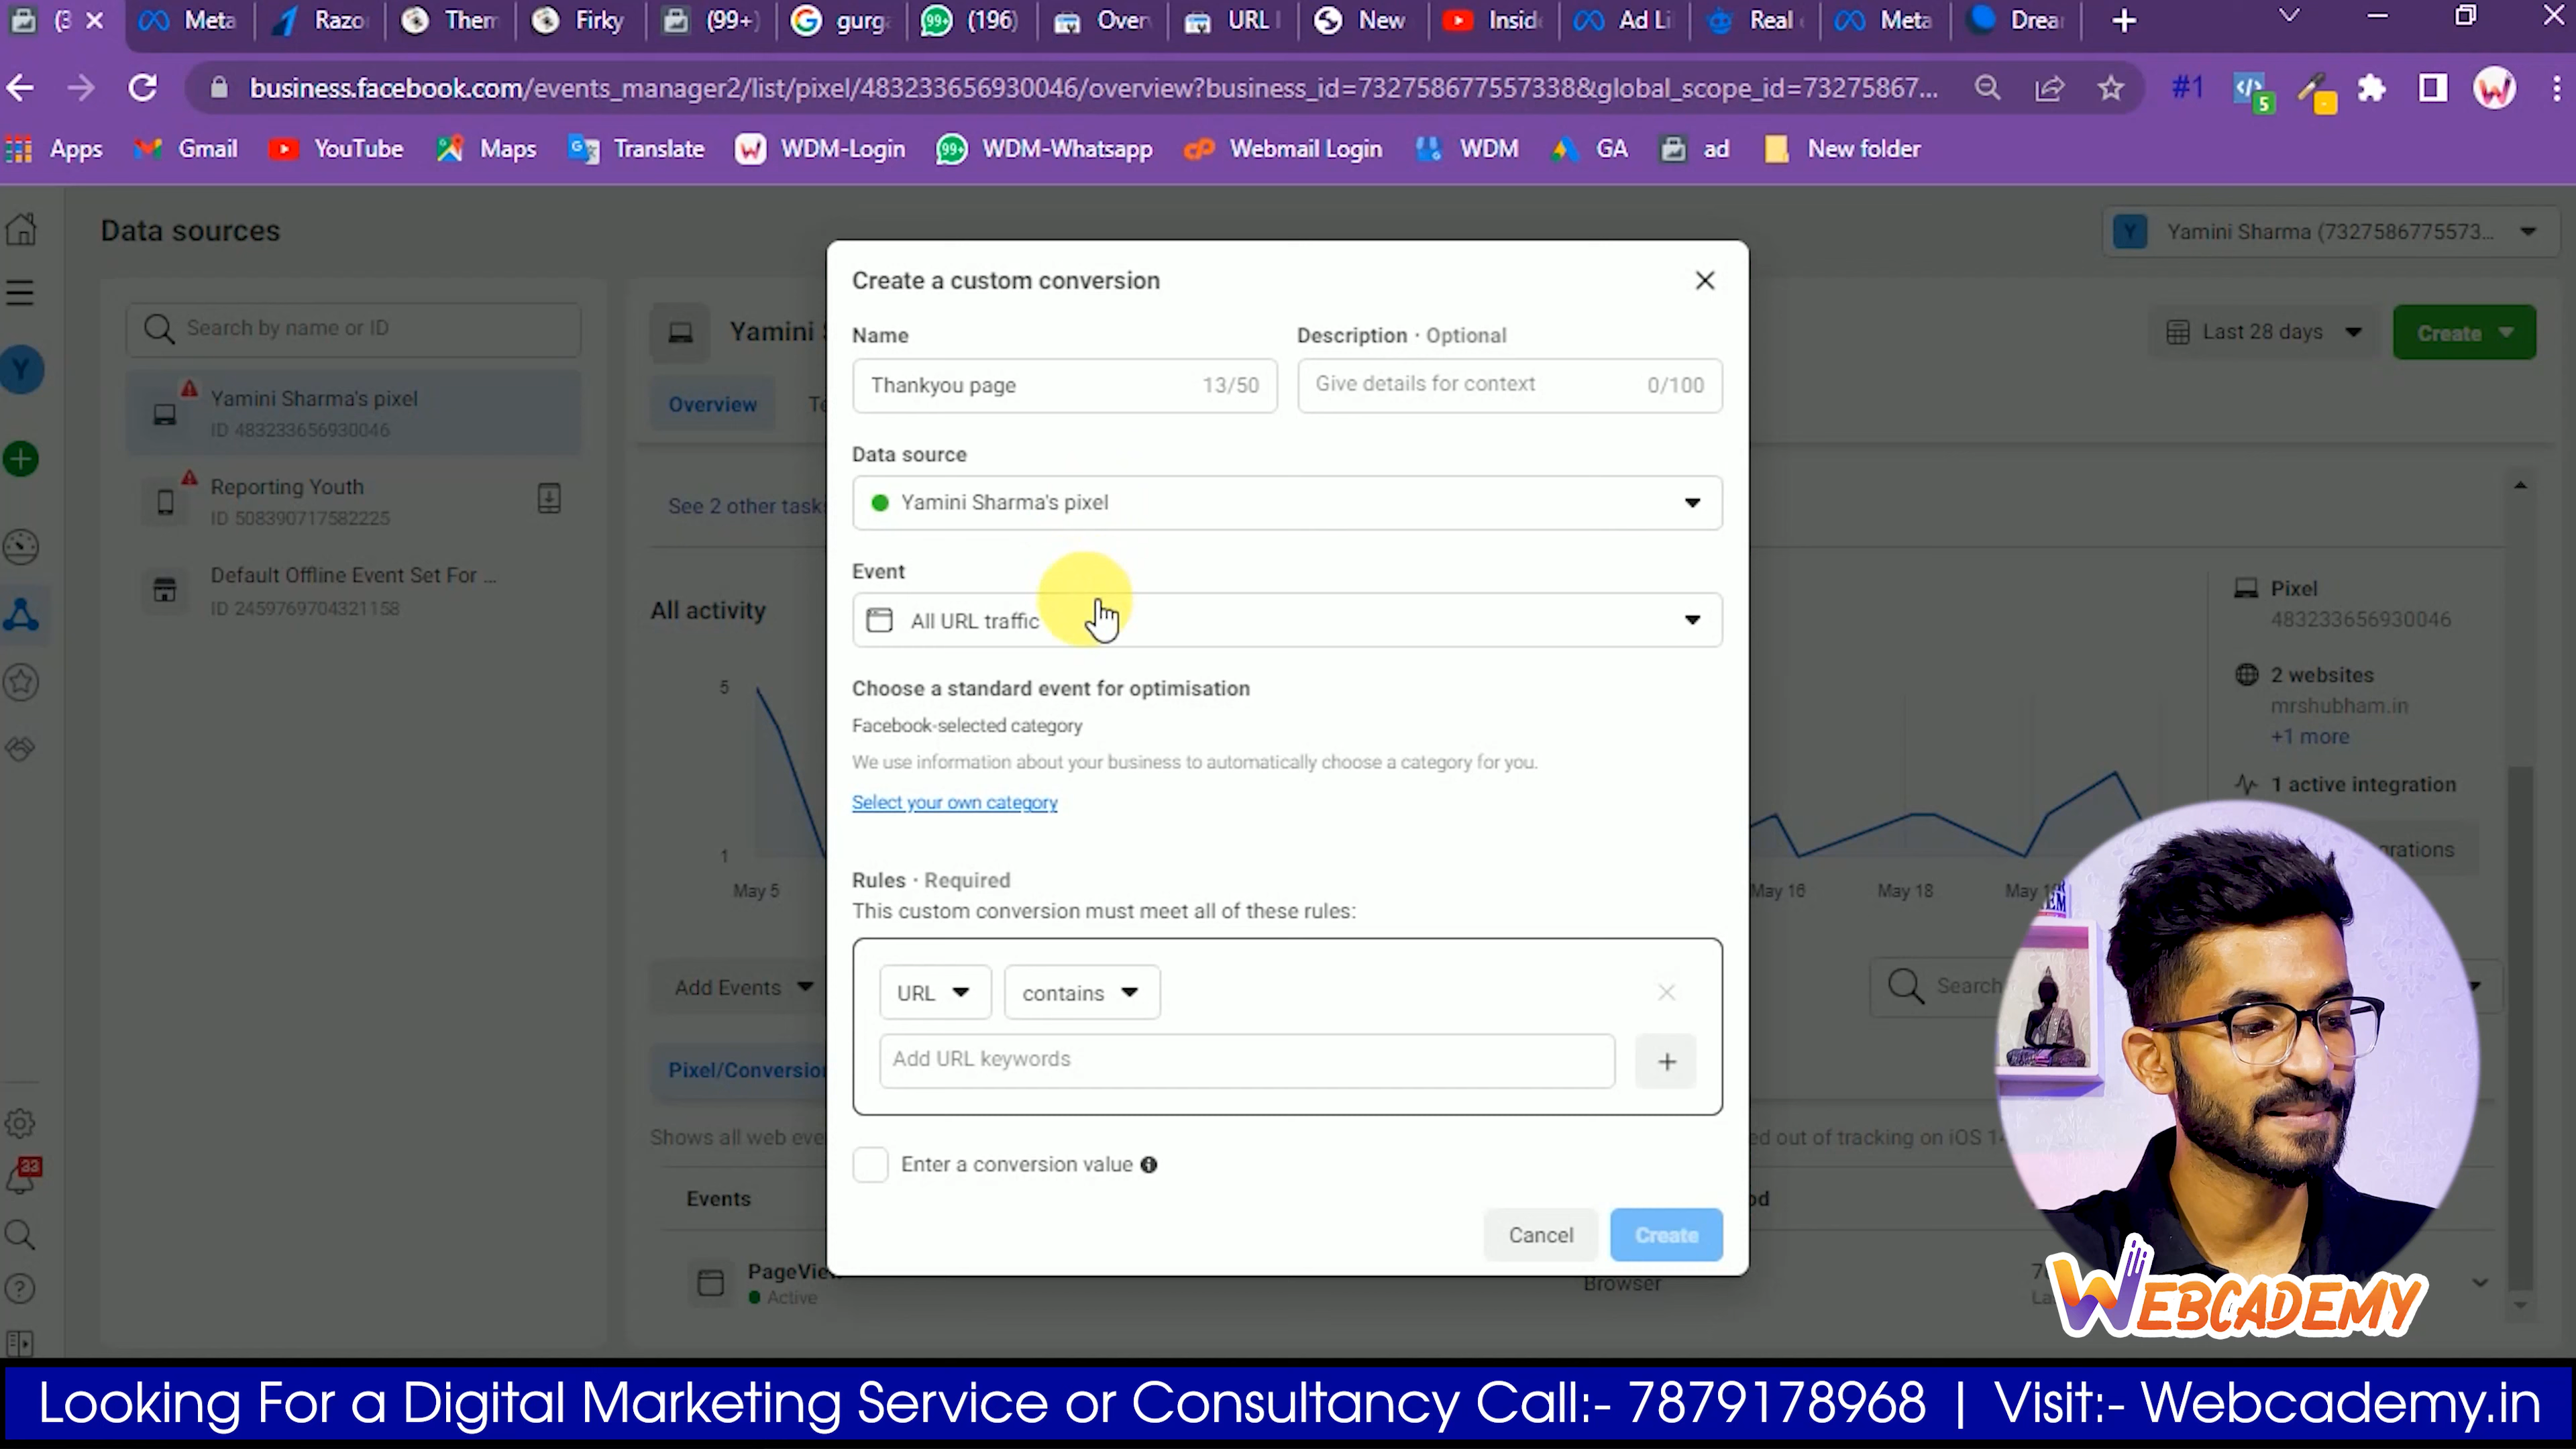 (3
Meta
Razo
Them
Firky
(99+)
gurga
(196)
Over
URL
New
Insid
Ad Li
Real
Meta
Drear
business.facebook.com/events_manager2/list/pixel/483233656930046/overview?business_id=732758677557338&global_scope_id=73275867...
#1
5
Apps
Gmail
YouTube
Maps
Translate
WDM-Login
99+
WDM-Whatsapp
Webmail Login
WDM
GA
ad
New folder
Data sources
Y Yamini Sharma (7327586775573...
Search by name or ID
Y
Yamini Sharma's pixel
ID 483233656930046
Reporting Youth
ID 508390717582225
Default Offline Event Set For ...
ID 2459769704321158
33
Yamini
Last 28 days
Create
Overview
See 2 other tasks
All activity
5
1
May 5
May 16
May 18
Add Events
Search
Pixel/Conversion
Shows all web eve
ed out of tracking on iOS 1
Events
PageView
Active
Browser
Pixel
483233656930046
2 websites
mrshubham.in
+1 more
1 active integration
Create a custom conversion
Name
Description · Optional
Thankyou page 13/50
Give details for context 0/100
Data source
Yamini Sharma's pixel
Event
All URL traffic
Choose a standard event for optimisation
Facebook-selected category
We use information about your business to automatically choose a category for you.
Select your own category
Rules · Required
This custom conversion must meet all of these rules:
URL
contains
Add URL keywords
Enter a conversion value
Cancel
Create
WEBCADEMY
Looking For a Digital Marketing Service or Consultancy Call:- 7879178968 | Visit:- Webcademy.in